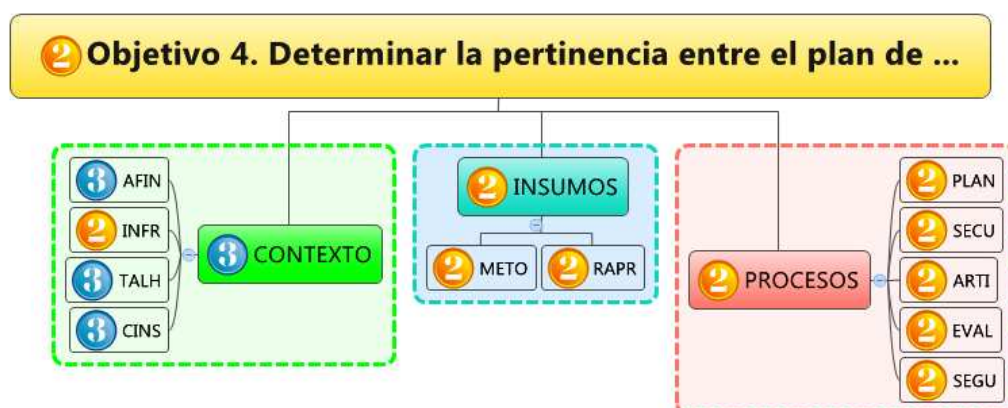 2 Objetivo 4. Determinar la pertinencia entre el plan de ...
3 AFIN
2 INFR
3 TALH
3 CINS
3 CONTEXTO
2 INSUMOS
2 METO
2 RAPR
2 PROCESOS
2 PLAN
2 SECU
2 ARTI
2 EVAL
2 SEGU